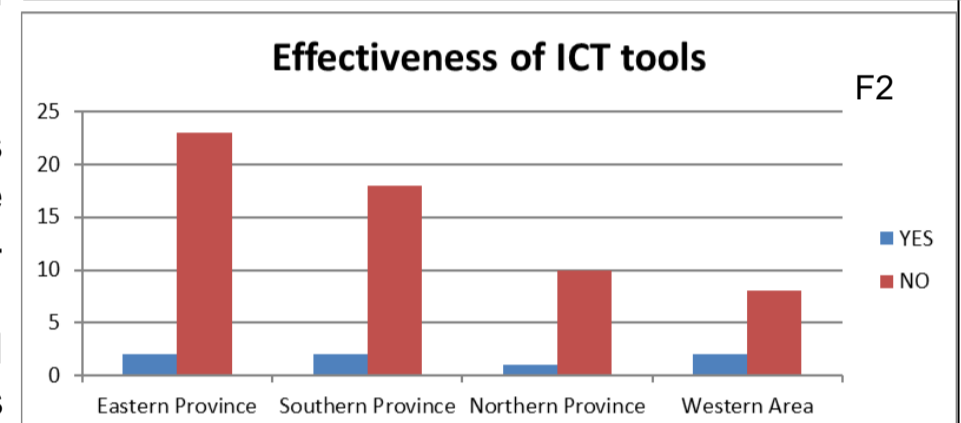 Effectiveness of ICT tools
F2
25
20
15
10
5
0
YES
NO
Eastern Province Southern Province Northern Province Western Area